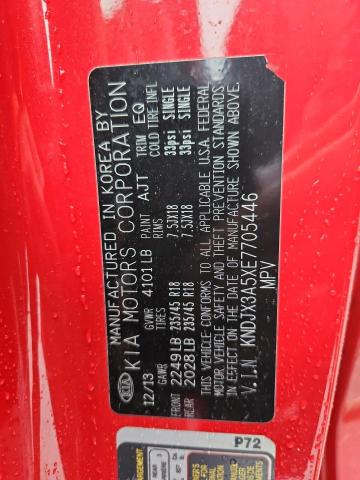 MANUFACTURED IN KOREA BY
KIA KIA MOTORS CORPORATION
12/13 GVWR 4101LB PAINT AJT TRIM EQ
GAWR TIRES RIMS COLD TIRE INFL
FRONT 2249LB 235/45 R18 7.5JX18 33psi SINGLE
REAR 2028LB 235/45 R18 7.5JX18 33psi SINGLE
THIS VEHICLE CONFORMS TO ALL APPLICABLE U.S.A. FEDERAL
MOTOR VEHICLE SAFETY AND THEFT PREVENTION STANDARDS
IN EFFECT ON THE DATE OF MANUFACTURE SHOWN ABOVE.
V.I.N KNDJX3A5XE7705446
MPV
P72